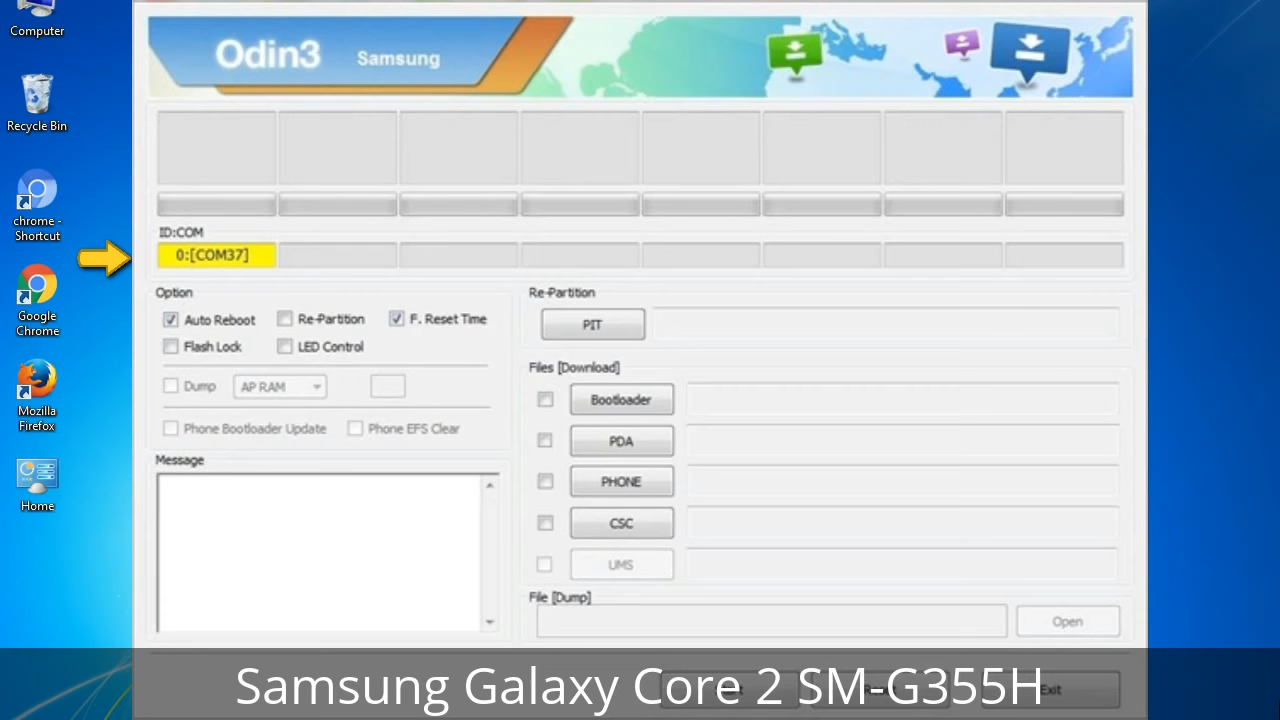 Computer
Recycle Bin
chrome -
Shortcut
Google
Chrome
Mozilla
Firefox
Home
Odin3 Samsung
ID:COM
0:[COM37]
Option
Auto Reboot Re-Partition F. Reset Time
Flash Lock LED Control
Dump AP RAM
Phone Bootloader Update Phone EFS Clear
Message
Re-Partition
PIT
Files [Download]
Bootloader
PDA
PHONE
CSC
UMS
File [Dump]
Open
Exit
Samsung Galaxy Core 2 SM-G355H